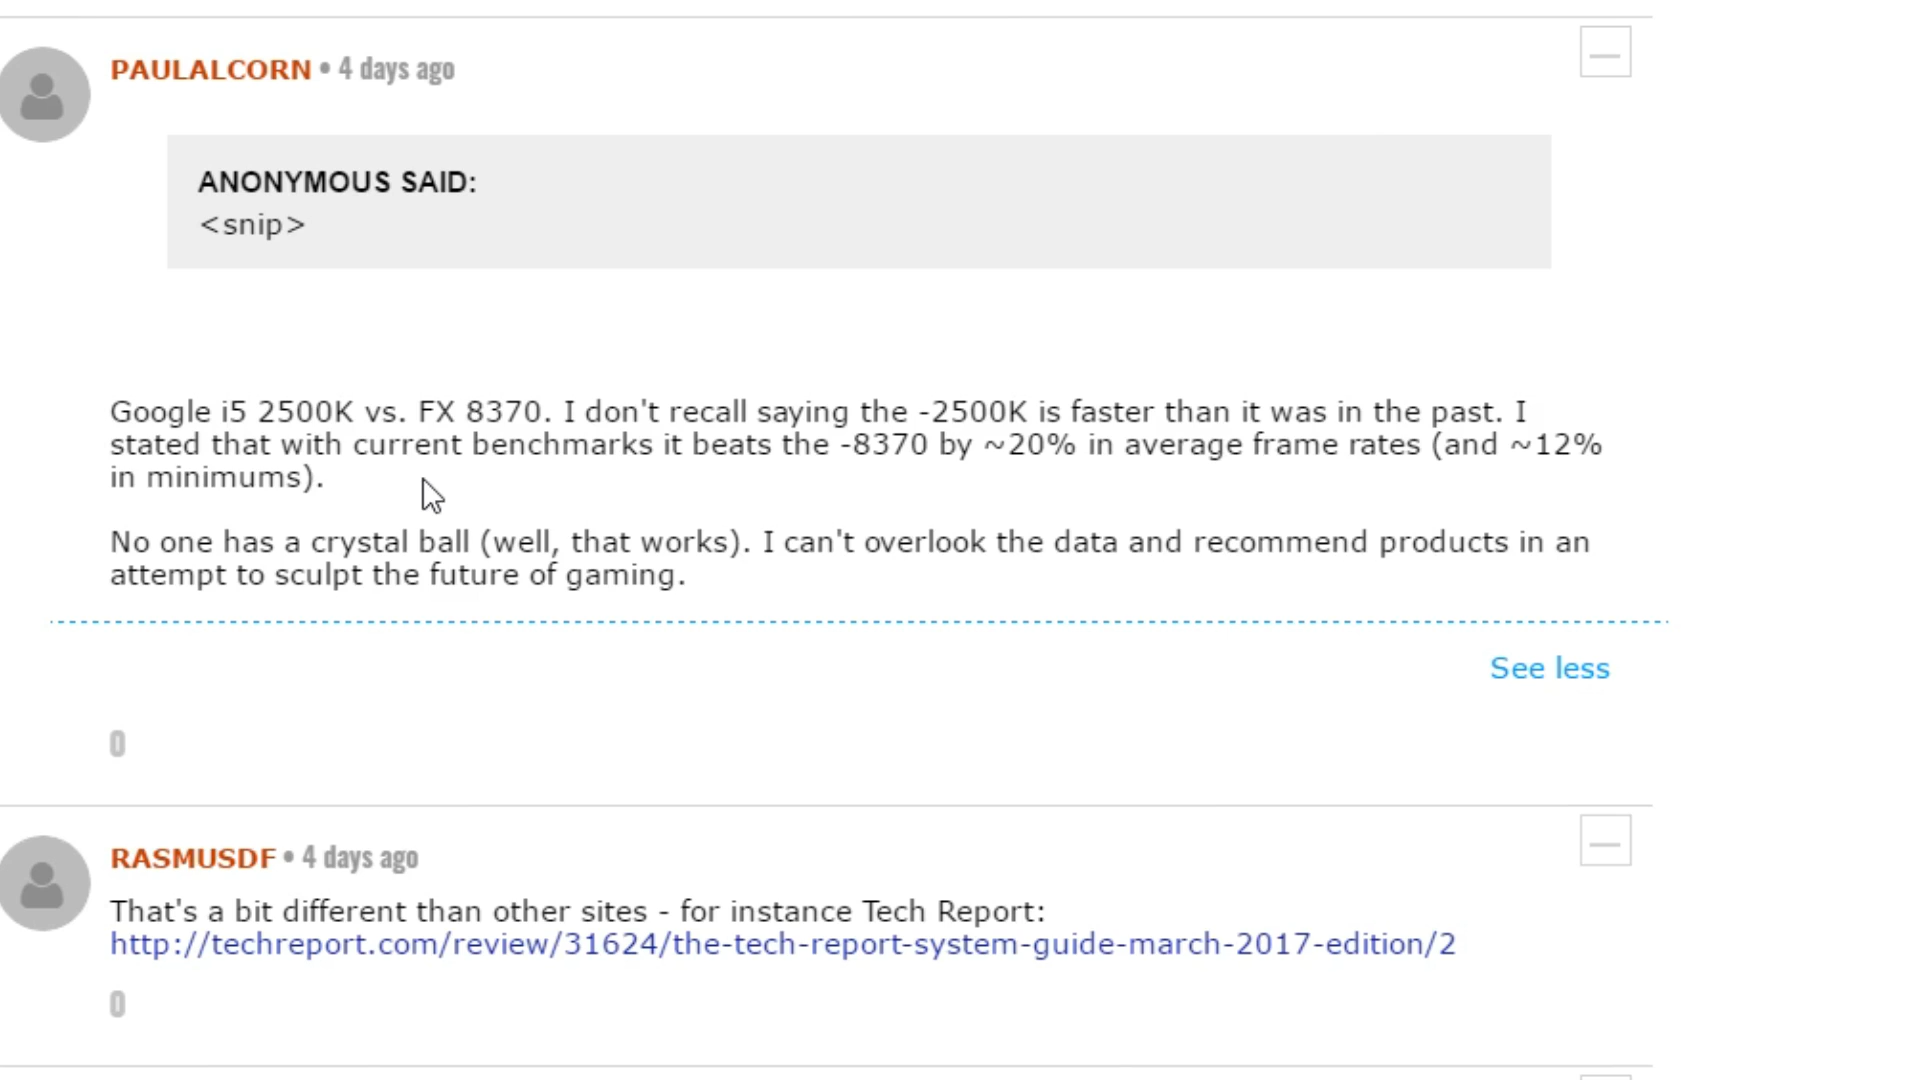 PAULALCORN • 4 days ago
ANONYMOUS SAID:
<snip>
Google i5 2500K vs. FX 8370. I don't recall saying the -2500K is faster than it was in the past. I
stated that with current benchmarks it beats the -8370 by ~20% in average frame rates (and ~12%
in minimums).
No one has a crystal ball (well, that works). I can't overlook the data and recommend products in an
attempt to sculpt the future of gaming.
See less
0
RASMUSDF • 4 days ago
That's a bit different than other sites - for instance Tech Report:
http://techreport.com/review/31624/the-tech-report-system-guide-march-2017-edition/2
0